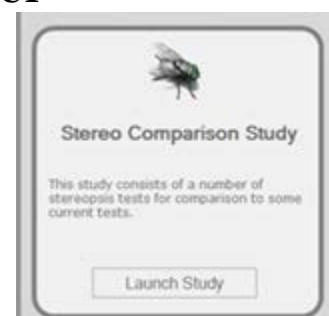 Stereo Comparison Study
This study consists of a number of
stereopsis tests for comparison to some
current tests.
Launch Study